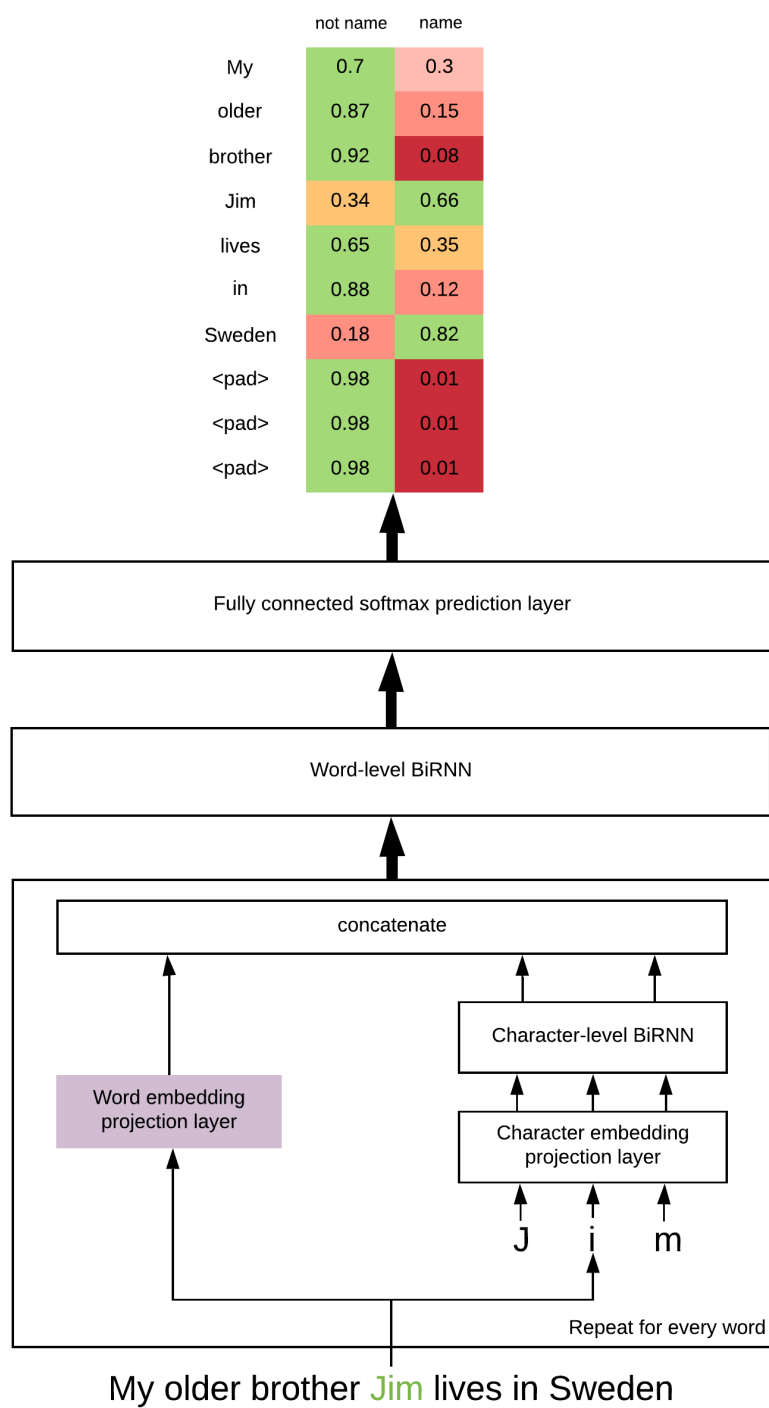 not name name
My 0.7 0.3
older 0.87 0.15
brother 0.92 0.08
Jim 0.34 0.66
lives 0.65 0.35
in 0.88 0.12
Sweden 0.18 0.82
<pad> 0.98 0.01
<pad> 0.98 0.01
<pad> 0.98 0.01
Fully connected softmax prediction layer
Word-level BiRNN
concatenate
Character-level BiRNN
Word embedding
projection layer
Character embedding
projection layer
J i m
Repeat for every word
My older brother Jim lives in Sweden